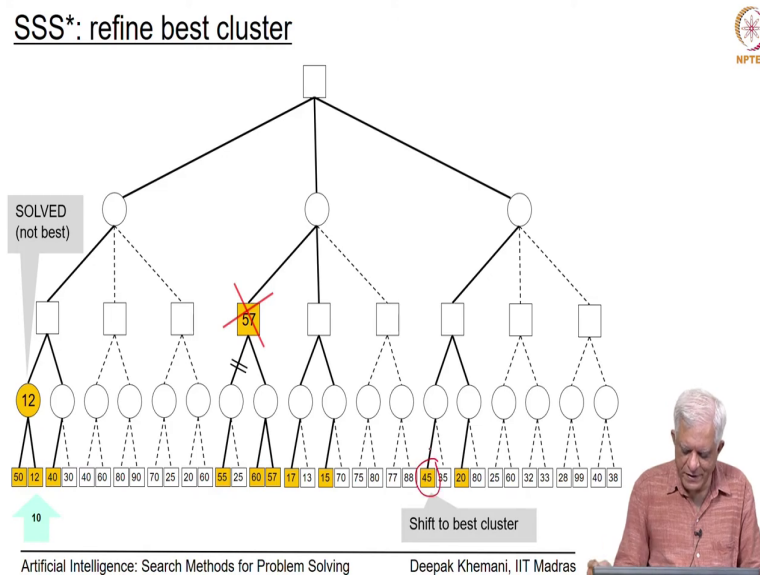 SSS*: refine best cluster
NPTE
SOLVED
(not best)
57
12
50 12 40 30 40 60 80 90 70 25 20 60 55 25 60 57 17 13 15 70 75 80 77 88 45 35 20 80 25 60 32 33 28 99 40 38
10
Shift to best cluster
Artificial Intelligence: Search Methods for Problem Solving
Deepak Khemani, IIT Madras